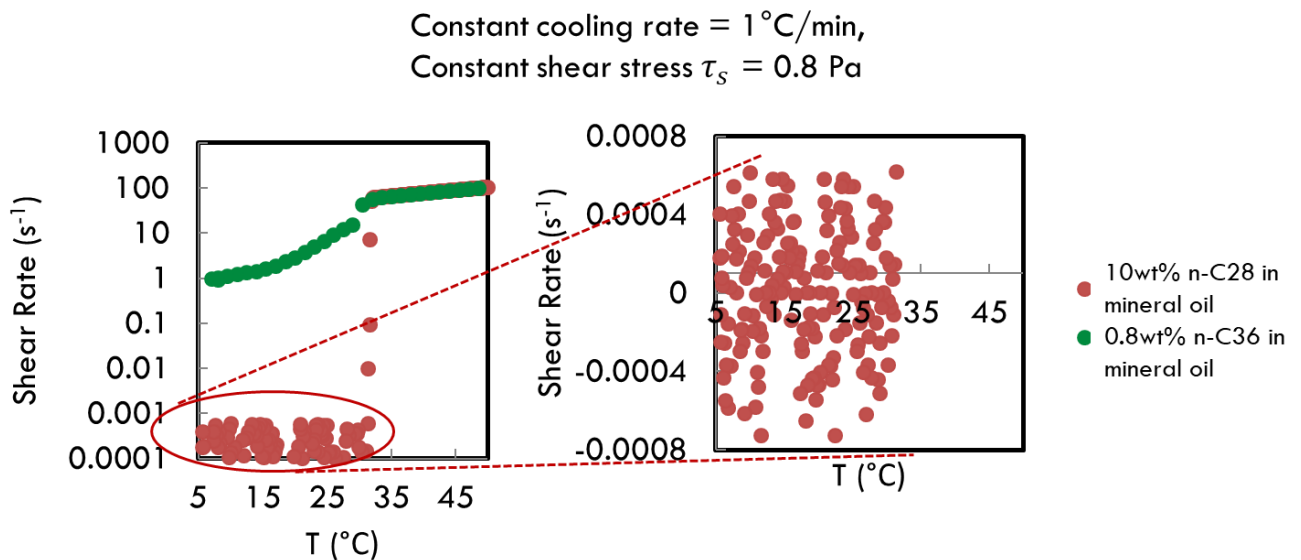 Constant cooling rate = 1°C/min,
Constant shear stress τₛ = 0.8 Pa
Shear Rate (s⁻¹)
1000
100
10
1
0.1
0.01
0.001
0.0001
5 15 25 35 45
T (°C)
Shear Rate (s⁻¹)
0.0008
0.0004
0
-0.0004
-0.0008
5 15 25 35 45
T (°C)
10wt% n-C28 in
mineral oil
0.8wt% n-C36 in
mineral oil